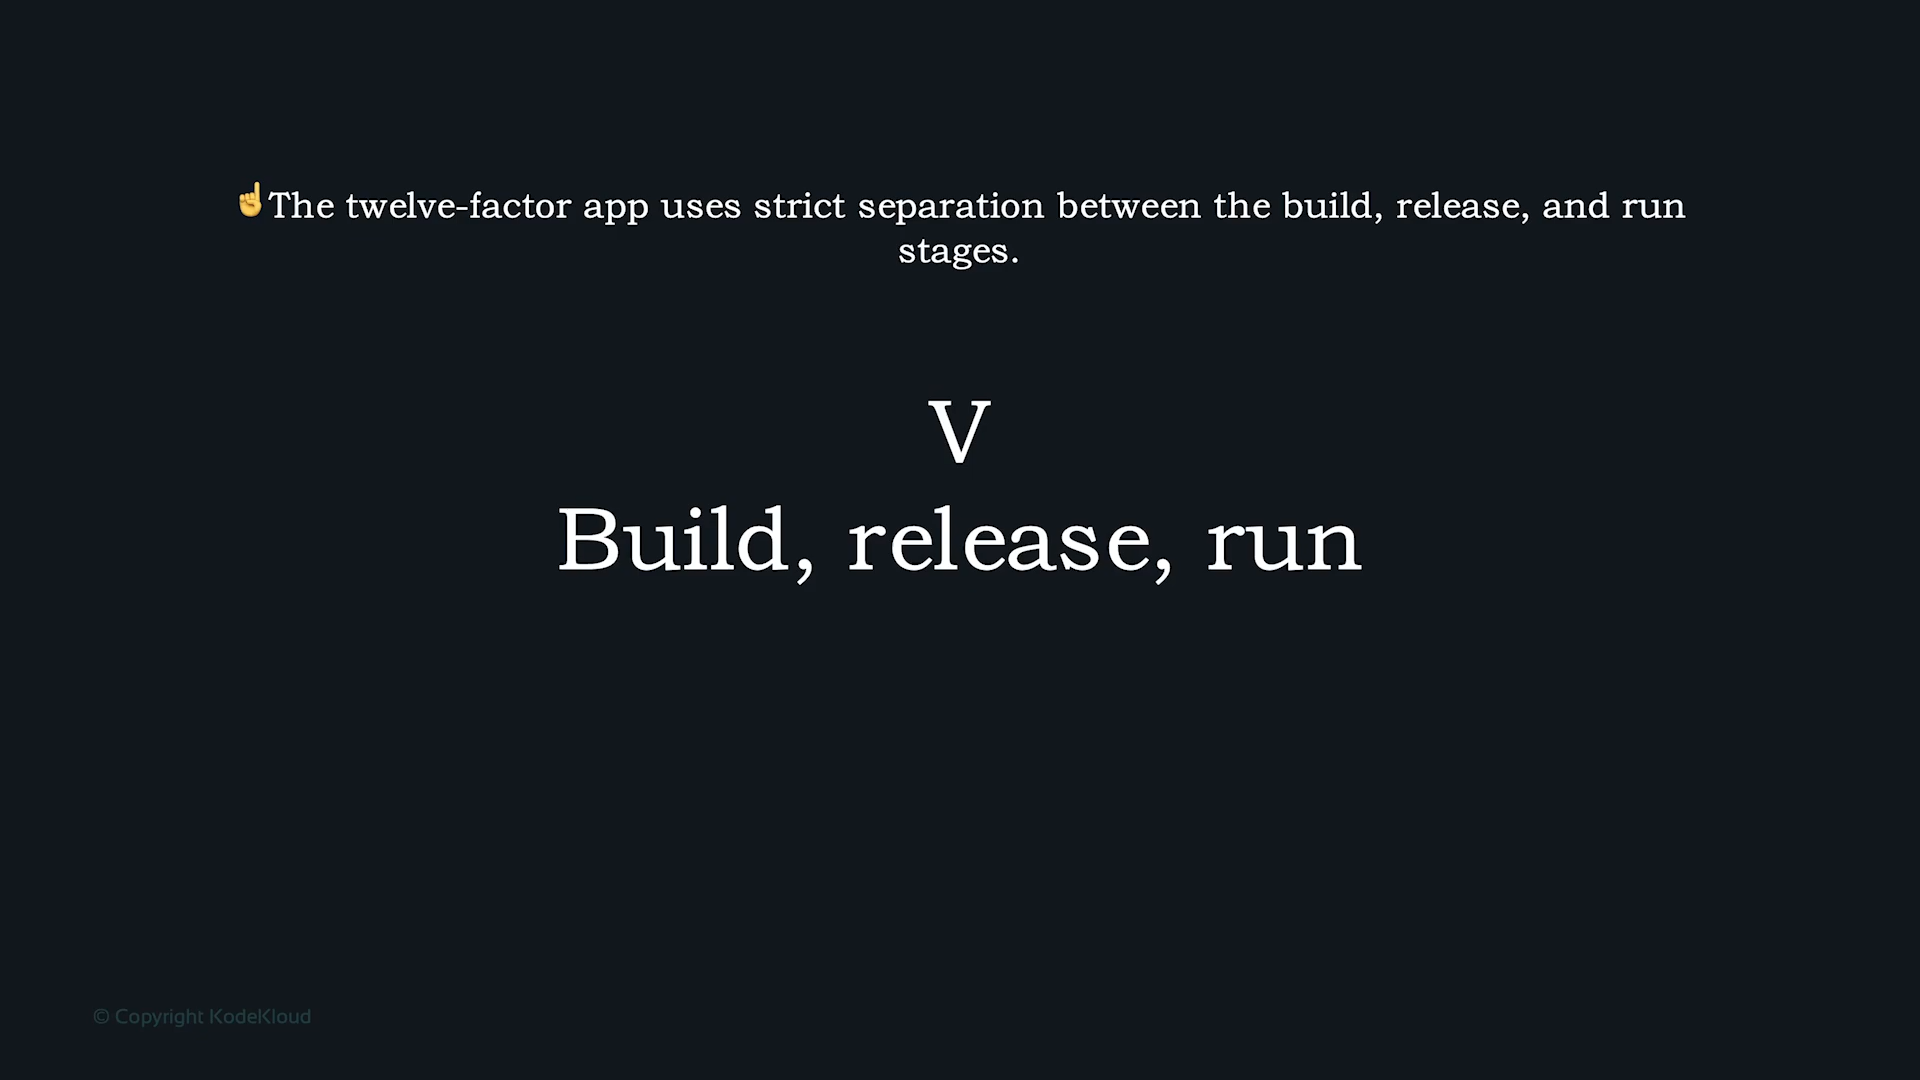 ☝The twelve-factor app uses strict separation between the build, release, and run
stages.
V
Build, release, run
© Copyright KodeKloud